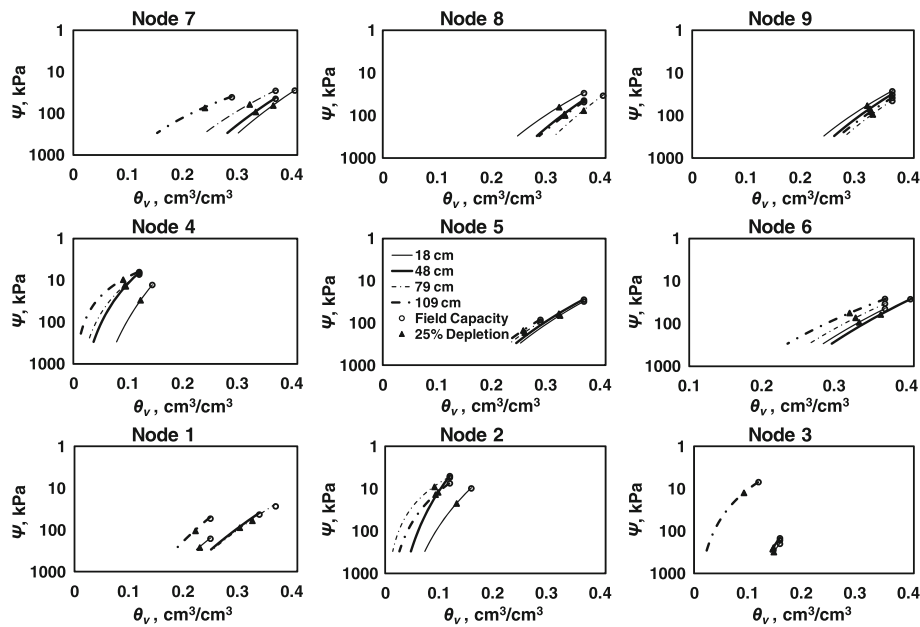 Node 7
Node 8
Node 9
1
10
100
1000
Ψ, kPa
0
0.1
0.2
0.3
0.4
θv , cm³/cm³
1
10
100
1000
Ψ, kPa
0
0.1
0.2
0.3
0.4
θv , cm³/cm³
1
10
100
1000
Ψ, kPa
0
0.1
0.2
0.3
0.4
θv , cm³/cm³
Node 4
Node 5
Node 6
1
10
100
1000
Ψ, kPa
0
0.1
0.2
0.3
0.4
θv , cm³/cm³
1
10
100
1000
Ψ, kPa
18 cm
48 cm
79 cm
109 cm
Field Capacity
25% Depletion
0
0.1
0.2
0.3
0.4
θv , cm³/cm³
1
10
100
1000
Ψ, kPa
0.1
0.2
0.3
0.4
θv , cm³/cm³
Node 1
Node 2
Node 3
1
10
100
1000
Ψ, kPa
0
0.1
0.2
0.3
0.4
θv , cm³/cm³
1
10
100
1000
Ψ, kPa
0
0.1
0.2
0.3
0.4
θv , cm³/cm³
1
10
100
1000
Ψ, kPa
0
0.1
0.2
0.3
0.4
θv , cm³/cm³